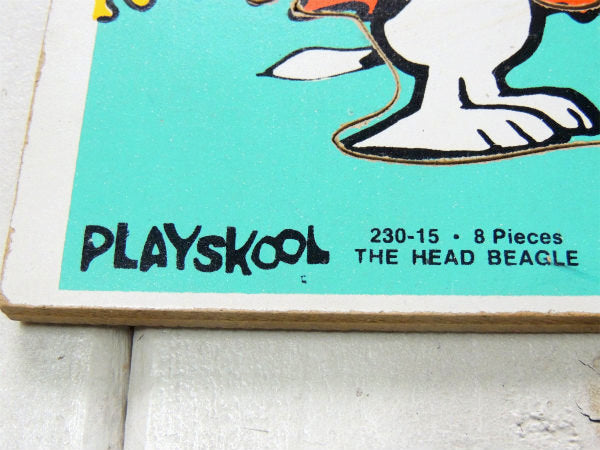 230-15 • 8 Pieces
PLAYSKOOL
THE HEAD BEAGLE